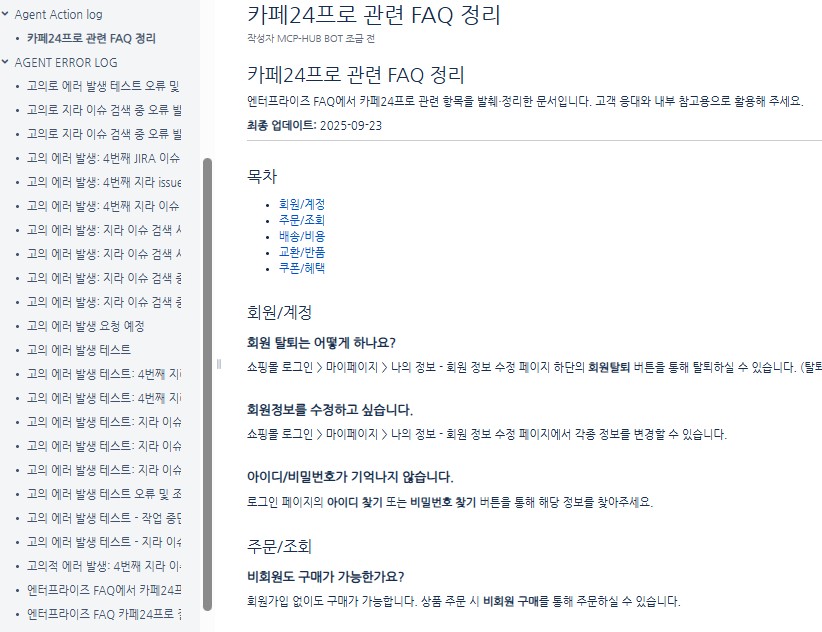 Agent Action log
카페24프로 관련 FAQ 정리
AGENT ERROR LOG
고의로 에러 발생 테스트 오류 및
고의로 지라 이슈 검색 중 오류 발
고의로 지라 이슈 검색 중 오류 발
고의 에러 발생: 4번째 JIRA 이슈
고의 에러 발생: 4번째 지라 issue
고의 에러 발생: 4번째 지라 이슈
고의 에러 발생: 지라 이슈 검색 시
고의 에러 발생: 지라 이슈 검색 시
고의 에러 발생: 지라 이슈 검색 중
고의 에러 발생: 지라 이슈 검색 중
고의 에러 발생 요청 예정
고의 에러 발생 테스트
고의 에러 발생 테스트: 4번째 지라
고의 에러 발생 테스트: 4번째 지라
고의 에러 발생 테스트: 지라 이슈
고의 에러 발생 테스트: 지라 이슈
고의 에러 발생 테스트: 지라 이슈
고의 에러 발생 테스트 오류 및 조
고의 에러 발생 테스트 - 작업 중단
고의 에러 발생 테스트 - 지라 이슈
고의적 에러 발생: 4번째 지라 이슈
엔터프라이즈 FAQ에서 카페24프
엔터프라이즈 FAQ 카페24프로
카페24프로 관련 FAQ 정리
작성자 MCP-HUB BOT 조금 전
카페24프로 관련 FAQ 정리
엔터프라이즈 FAQ에서 카페24프로 관련 항목을 발췌·정리한 문서입니다. 고객 응대와 내부 참고용으로 활용해 주세요.
최종 업데이트: 2025-09-23
목차
회원/계정
주문/조회
배송/비용
교환/반품
쿠폰/혜택
회원/계정
회원 탈퇴는 어떻게 하나요?
쇼핑몰 로그인 > 마이페이지 > 나의 정보 - 회원 정보 수정 페이지 하단의 회원탈퇴 버튼을 통해 탈퇴하실 수 있습니다. (탈퇴
회원정보를 수정하고 싶습니다.
쇼핑몰 로그인 > 마이페이지 > 나의 정보 - 회원 정보 수정 페이지에서 각종 정보를 변경할 수 있습니다.
아이디/비밀번호가 기억나지 않습니다.
로그인 페이지의 아이디 찾기 또는 비밀번호 찾기 버튼을 통해 해당 정보를 찾아주세요.
주문/조회
비회원도 구매가 가능한가요?
회원가입 없이도 구매가 가능합니다. 상품 주문 시 비회원 구매를 통해 주문하실 수 있습니다.